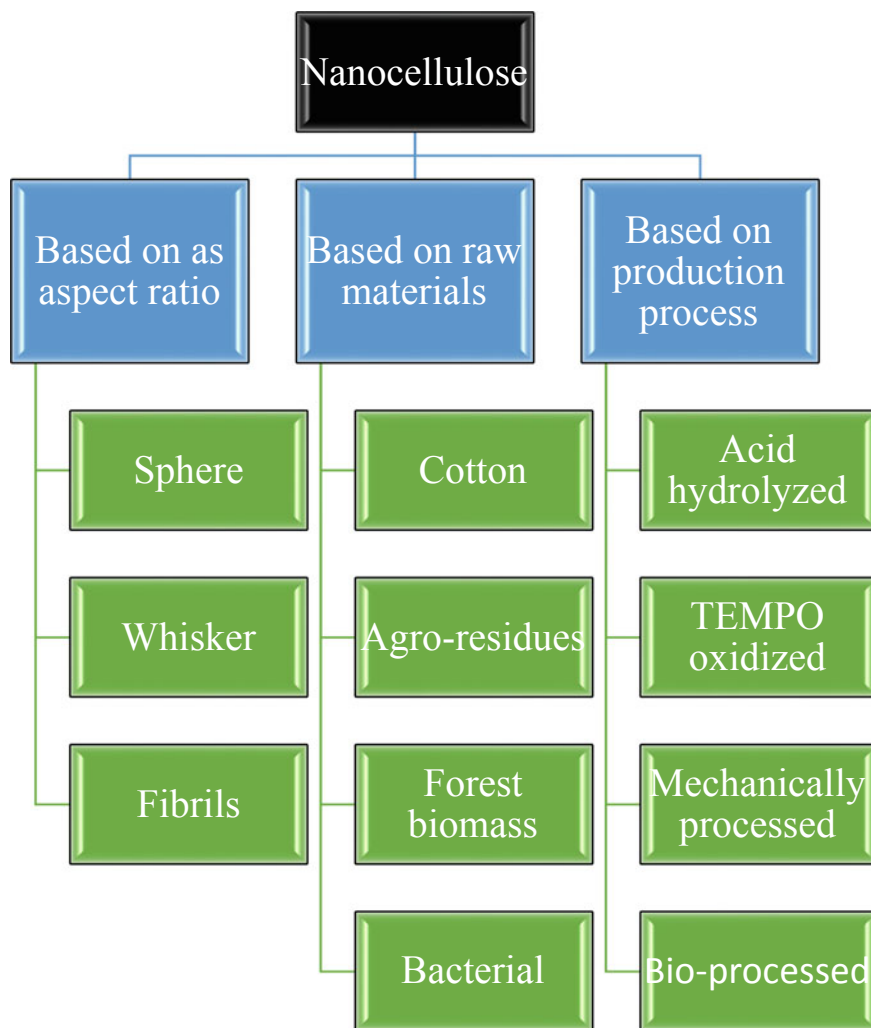 Nanocellulose
Based on as
aspect ratio
Based on raw
materials
Based on
production
process
Sphere
Whisker
Fibrils
Cotton
Agro-residues
Forest
biomass
Bacterial
Acid
hydrolyzed
TEMPO
oxidized
Mechanically
processed
Bio-processed